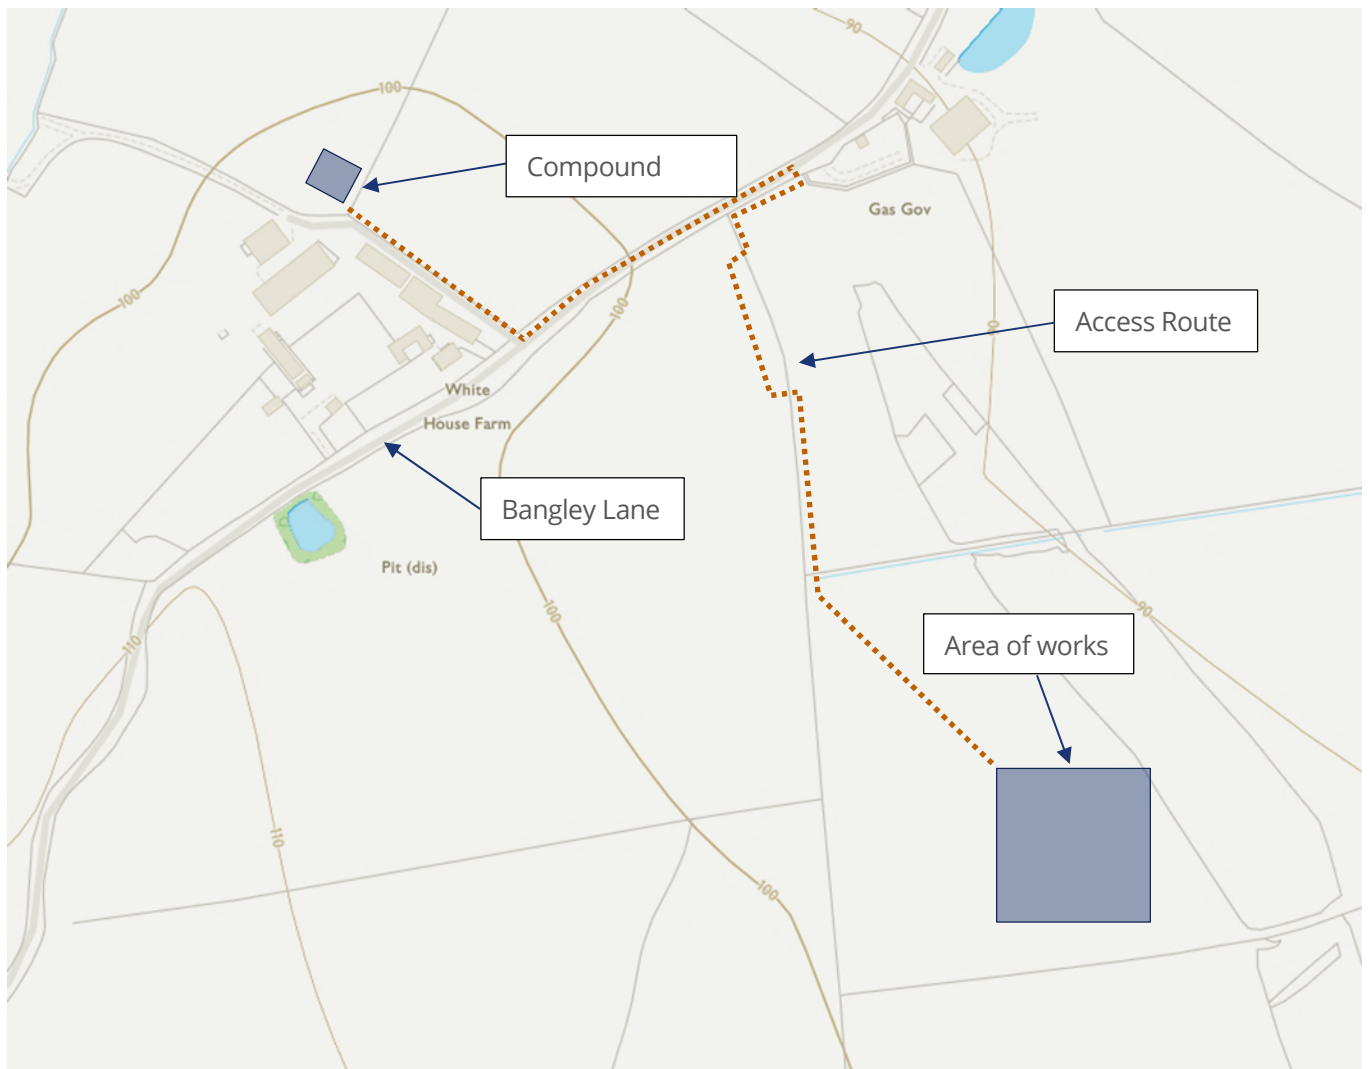 90
100
Compound
Gas Gov
100
100
Access Route
90
White
House Farm
Bangley Lane
Pit (dis)
100
90
110
Area of works
110
100